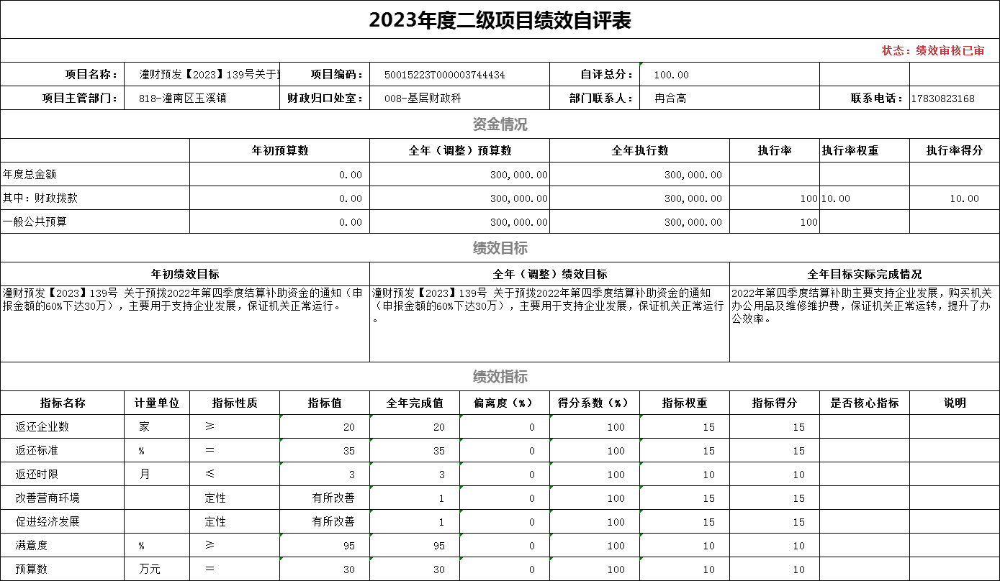 2023年度二级项目绩效自评表
状态：绩效审核已审
项目名称： 潼财预发【2023】139号关于 项目编码： 50015223T000003744434 自评总分： 100.00
项目主管部门： 818-潼南区玉溪镇 财政归口处室： 008-基层财政科 部门联系人： 冉合高 联系电话： 17830823168
资金情况
年初预算数 全年（调整）预算数 全年执行数 执行率 执行率权重 执行率得分
年度总金额 0.00 300,000.00 300,000.00
其中：财政拨款 0.00 300,000.00 300,000.00 100 10.00 10.00
一般公共预算 0.00 300,000.00 300,000.00 100
绩效目标
年初绩效目标 全年（调整）绩效目标 全年目标实际完成情况
潼财预发【2023】139号 关于预拨2022年第四季度结算补助资金的通知（申
报金额的60%下达30万），主要用于支持企业发展，保证机关正常运行。
潼财预发【2023】139号 关于预拨2022年第四季度结算补助资金的通知
（申报金额的60%下达30万），主要用于支持企业发展，保证机关正常运行
。
2022年第四季度结算补助主要支持企业发展，购买机关
办公用品及维修维护费，保证机关正常运转，提升了办
公效率。
绩效指标
指标名称 计量单位 指标性质 指标值 全年完成值 偏离度（%） 得分系数（%） 指标权重 指标得分 是否核心指标 说明
返还企业数 家 ≥ 20 20 0 100 15 15
返还标准 % ＝ 35 35 0 100 15 15
返还时限 月 ≤ 3 3 0 100 10 10
改善营商环境 定性 有所改善 1 0 100 15 15
促进经济发展 定性 有所改善 1 0 100 15 15
满意度 % ≥ 95 95 0 100 10 10
预算数 万元 ＝ 30 30 0 100 10 10